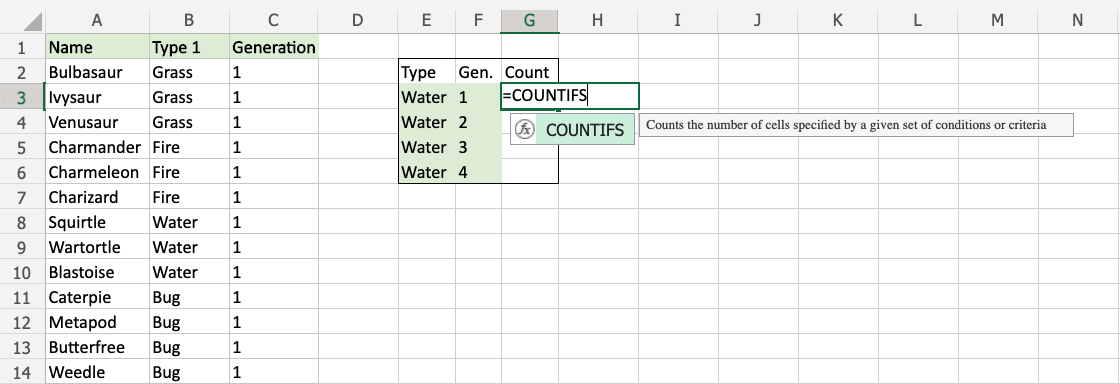 A B C D E F G H I J K L M N
1 Name Type 1 Generation
2 Bulbasaur Grass 1 Type Gen. Count
3 Ivysaur Grass 1 Water 1 =COUNTIFS
4 Venusaur Grass 1 Water 2 fx COUNTIFS Counts the number of cells specified by a given set of conditions or criteria
5 Charmander Fire 1 Water 3
6 Charmeleon Fire 1 Water 4
7 Charizard Fire 1
8 Squirtle Water 1
9 Wartortle Water 1
10 Blastoise Water 1
11 Caterpie Bug 1
12 Metapod Bug 1
13 Butterfree Bug 1
14 Weedle Bug 1